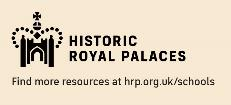 HISTORIC
ROYAL PALACES
Find more resources at hrp.org.uk/schools